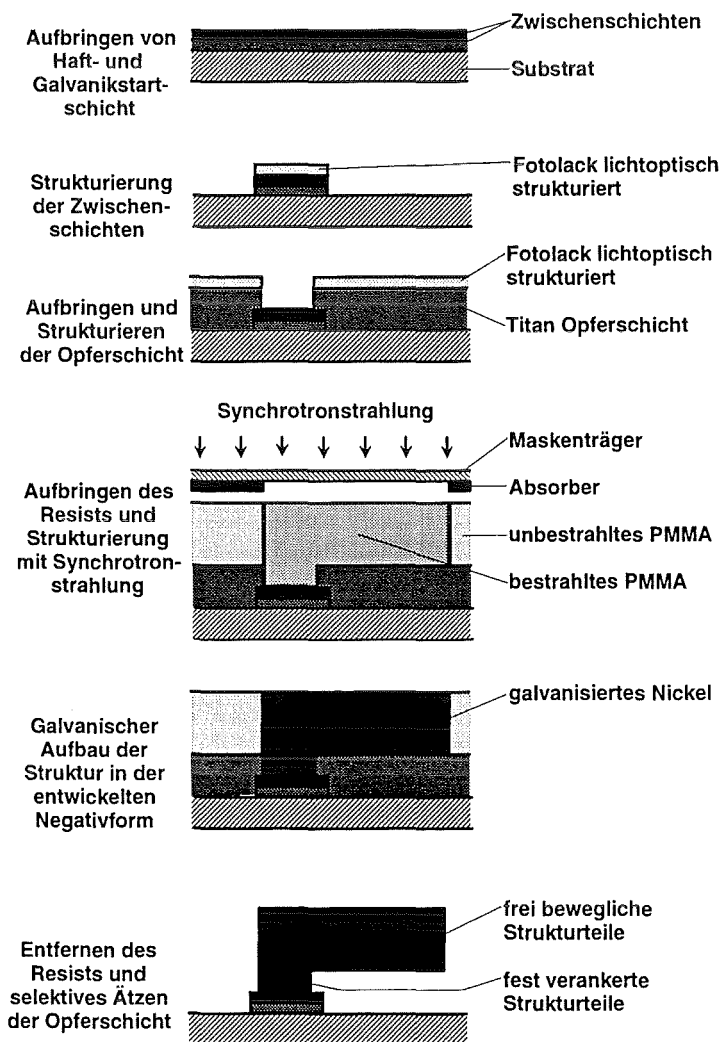 Aufbringen von
Haft- und
Galvanikstart-
schicht
Zwischenschichten
Substrat
Strukturierung
der Zwischen-
schichten
Fotolack lichtoptisch
strukturiert
Aufbringen und
Strukturieren
der Opferschicht
Fotolack lichtoptisch
strukturiert
Titan Opferschicht
Synchrotronstrahlung
Aufbringen des
Resists und
Strukturierung
mit Synchrotron-
strahlung
Maskenträger
Absorber
unbestrahltes PMMA
bestrahltes PMMA
Galvanischer
Aufbau der
Struktur in der
entwickelten
Negativform
galvanisiertes Nickel
Entfernen des
Resists und
selektives Ätzen
der Opferschicht
frei bewegliche
Strukturteile
fest verankerte
Strukturteile